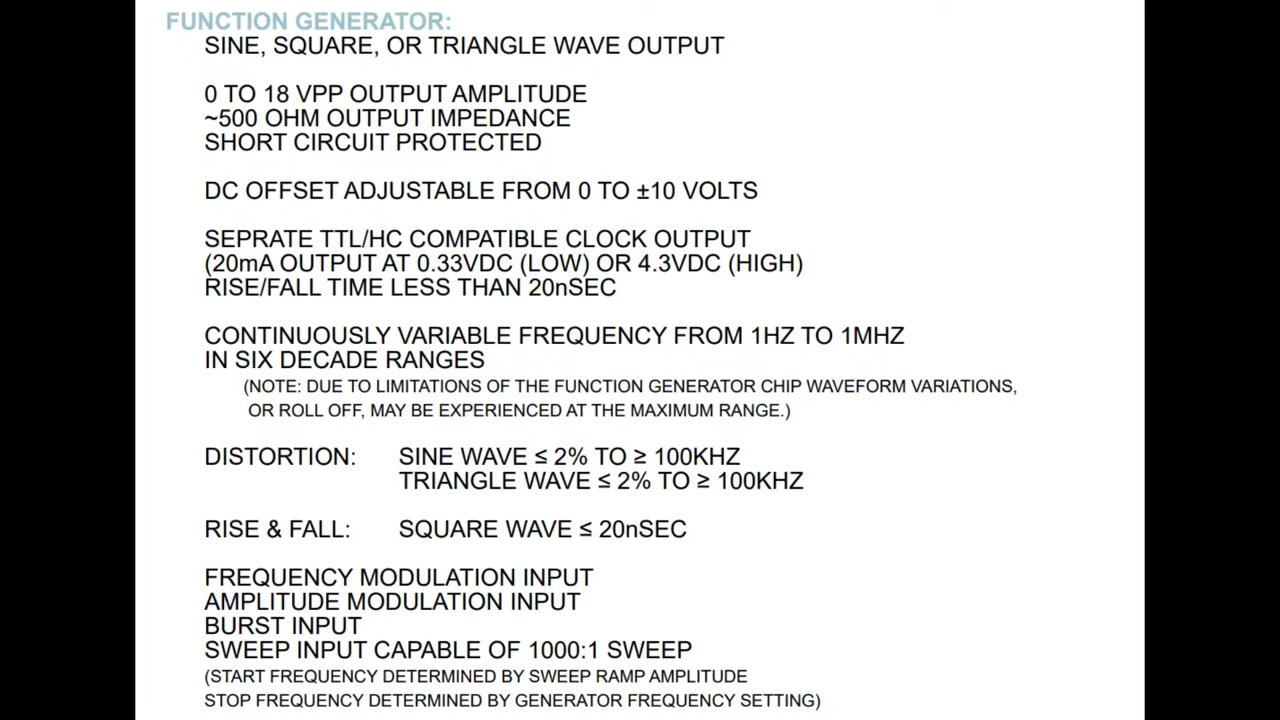 FUNCTION GENERATOR:
SINE, SQUARE, OR TRIANGLE WAVE OUTPUT
0 TO 18 VPP OUTPUT AMPLITUDE
~500 OHM OUTPUT IMPEDANCE
SHORT CIRCUIT PROTECTED
DC OFFSET ADJUSTABLE FROM 0 TO ±10 VOLTS
SEPRATE TTL/HC COMPATIBLE CLOCK OUTPUT
(20mA OUTPUT AT 0.33VDC (LOW) OR 4.3VDC (HIGH)
RISE/FALL TIME LESS THAN 20nSEC
CONTINUOUSLY VARIABLE FREQUENCY FROM 1HZ TO 1MHZ
IN SIX DECADE RANGES
(NOTE: DUE TO LIMITATIONS OF THE FUNCTION GENERATOR CHIP WAVEFORM VARIATIONS,
OR ROLL OFF, MAY BE EXPERIENCED AT THE MAXIMUM RANGE.)
DISTORTION: SINE WAVE ≤ 2% TO ≥ 100KHZ
TRIANGLE WAVE ≤ 2% TO ≥ 100KHZ
RISE & FALL: SQUARE WAVE ≤ 20nSEC
FREQUENCY MODULATION INPUT
AMPLITUDE MODULATION INPUT
BURST INPUT
SWEEP INPUT CAPABLE OF 1000:1 SWEEP
(START FREQUENCY DETERMINED BY SWEEP RAMP AMPLITUDE
STOP FREQUENCY DETERMINED BY GENERATOR FREQUENCY SETTING)